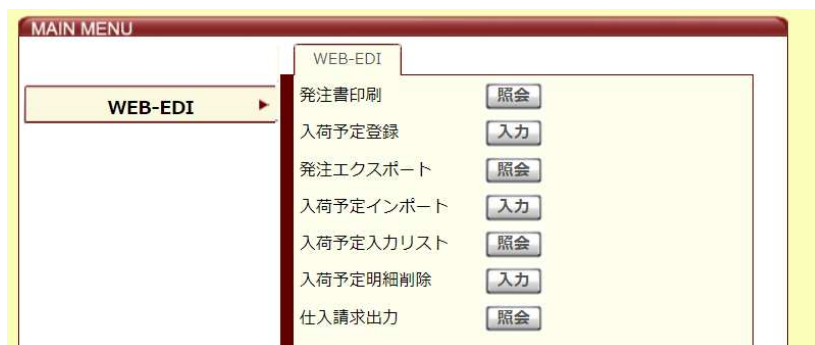 MAIN MENU
WEB-EDI
WEB-EDI
発注書印刷 照会
入荷予定登録 入力
発注エクスポート 照会
入荷予定インポート 入力
入荷予定入力リスト 照会
入荷予定明細削除 入力
仕入請求出力 照会